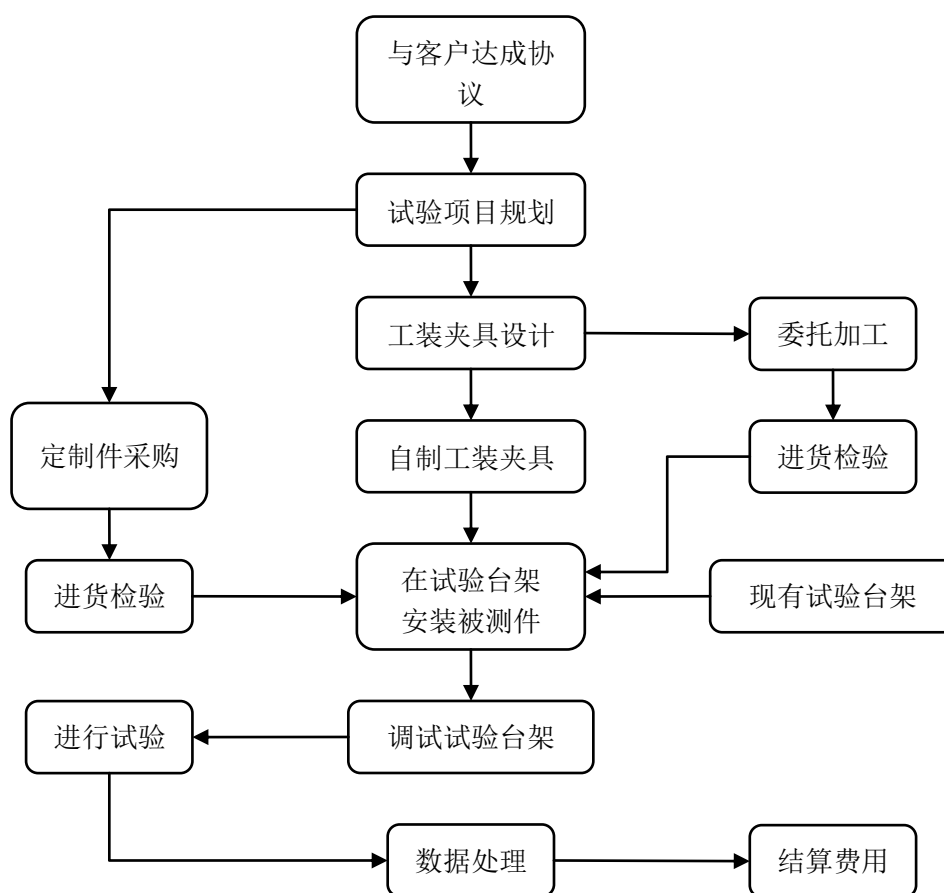 与客户达成协
议
试验项目规划
工装夹具设计
委托加工
定制件采购
自制工装夹具
进货检验
进货检验
在试验台架
安装被测件
现有试验台架
进行试验
调试试验台架
数据处理
结算费用